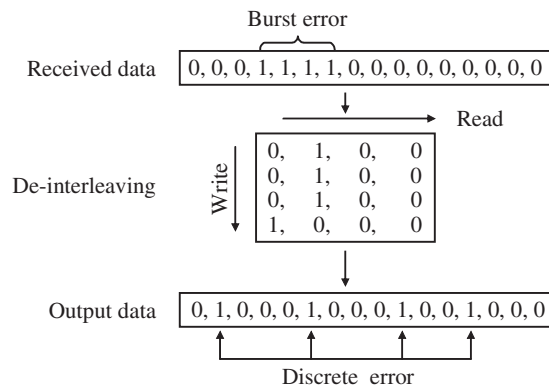 Burst error
Received data
0, 0, 0, 1, 1, 1, 1, 0, 0, 0, 0, 0, 0, 0, 0, 0
Read
De-interleaving
Write
0, 1, 0, 0
0, 1, 0, 0
0, 1, 0, 0
1, 0, 0, 0
Output data
0, 1, 0, 0, 0, 1, 0, 0, 0, 1, 0, 0, 1, 0, 0, 0
Discrete error